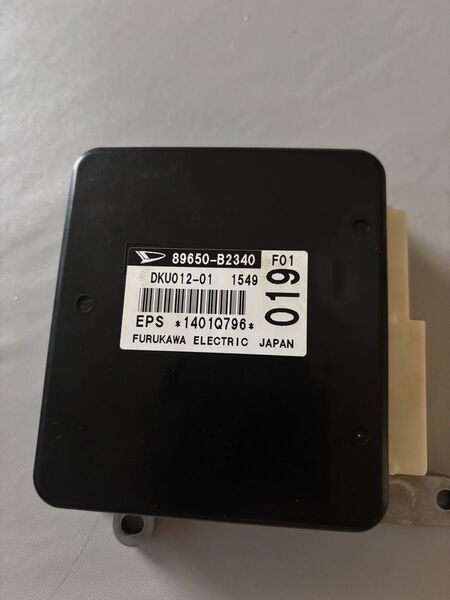 89650-B2340 F01
DKU012-01 1549
019
EPS *1401Q796*
FURUKAWA ELECTRIC JAPAN